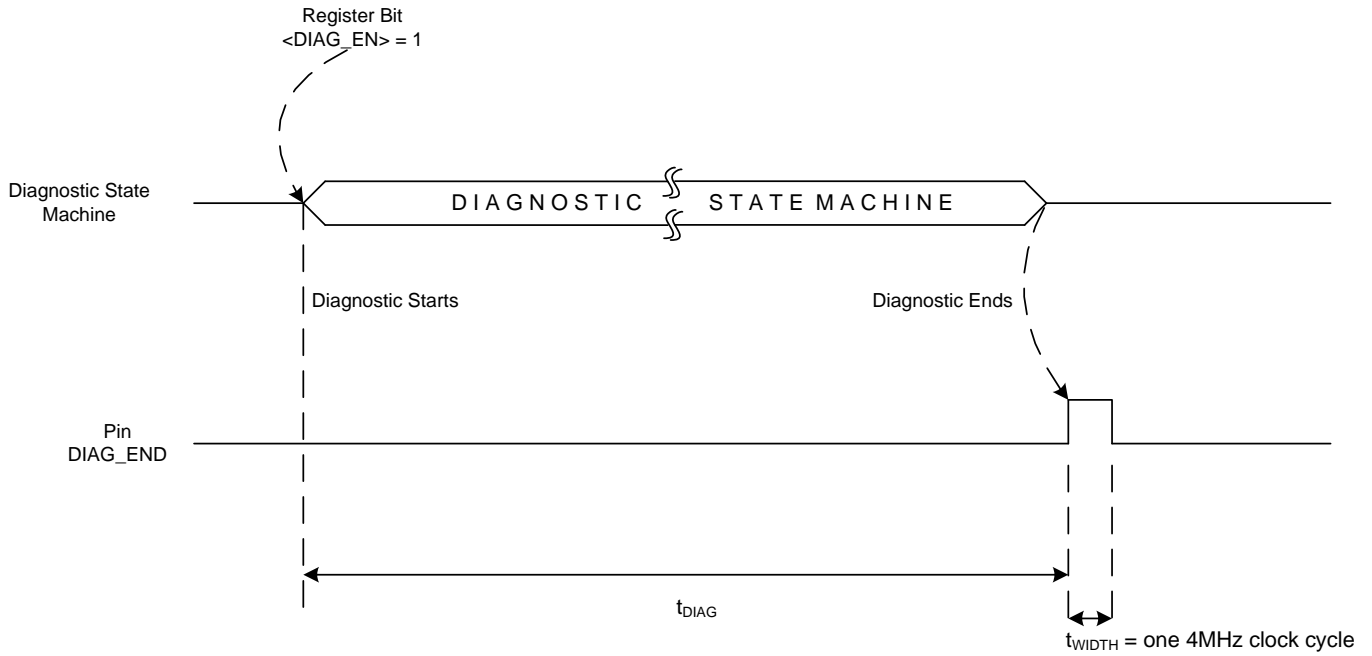 Register Bit
<DIAG_EN> = 1
Diagnostic State
Machine
DIAGNOSTIC STATE MACHINE
Diagnostic Starts
Diagnostic Ends
Pin
DIAG_END
tDIAG
tWIDTH = one 4MHz clock cycle